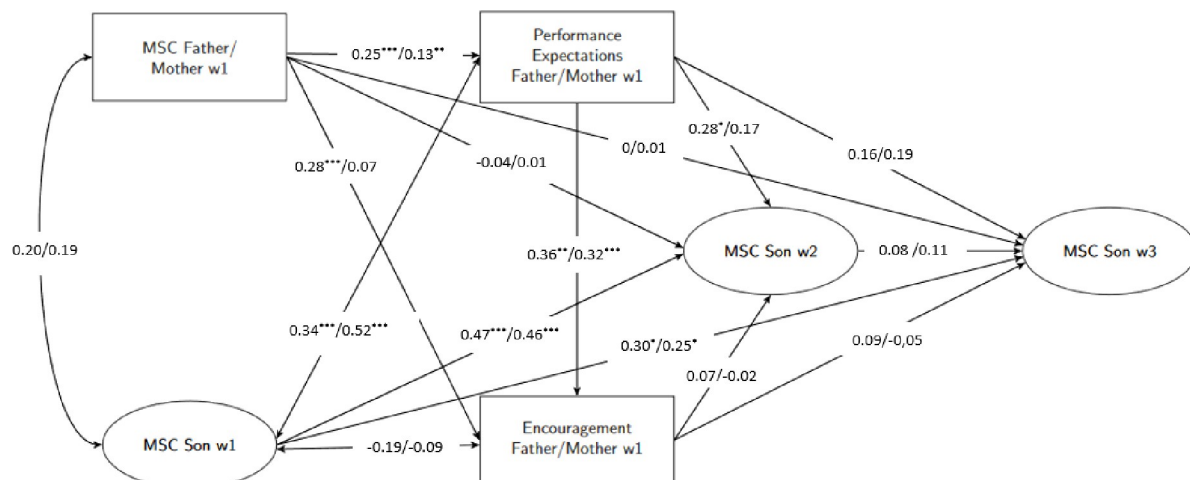 MSC Father/
Mother w1
0.25***/0.13**
Performance
Expectations
Father/Mother w1
0.28***/0.07
-0.04/0.01
0/0.01
0.28*/0.17
0.16/0.19
0.20/0.19
0.36**/0.32***
MSC Son w2
0.08 /0.11
MSC Son w3
0.34***/0.52***
0.47***/0.46***
0.30*/0.25*
0.07/-0.02
0.09/-0,05
MSC Son w1
-0.19/-0.09
Encouragement
Father/Mother w1